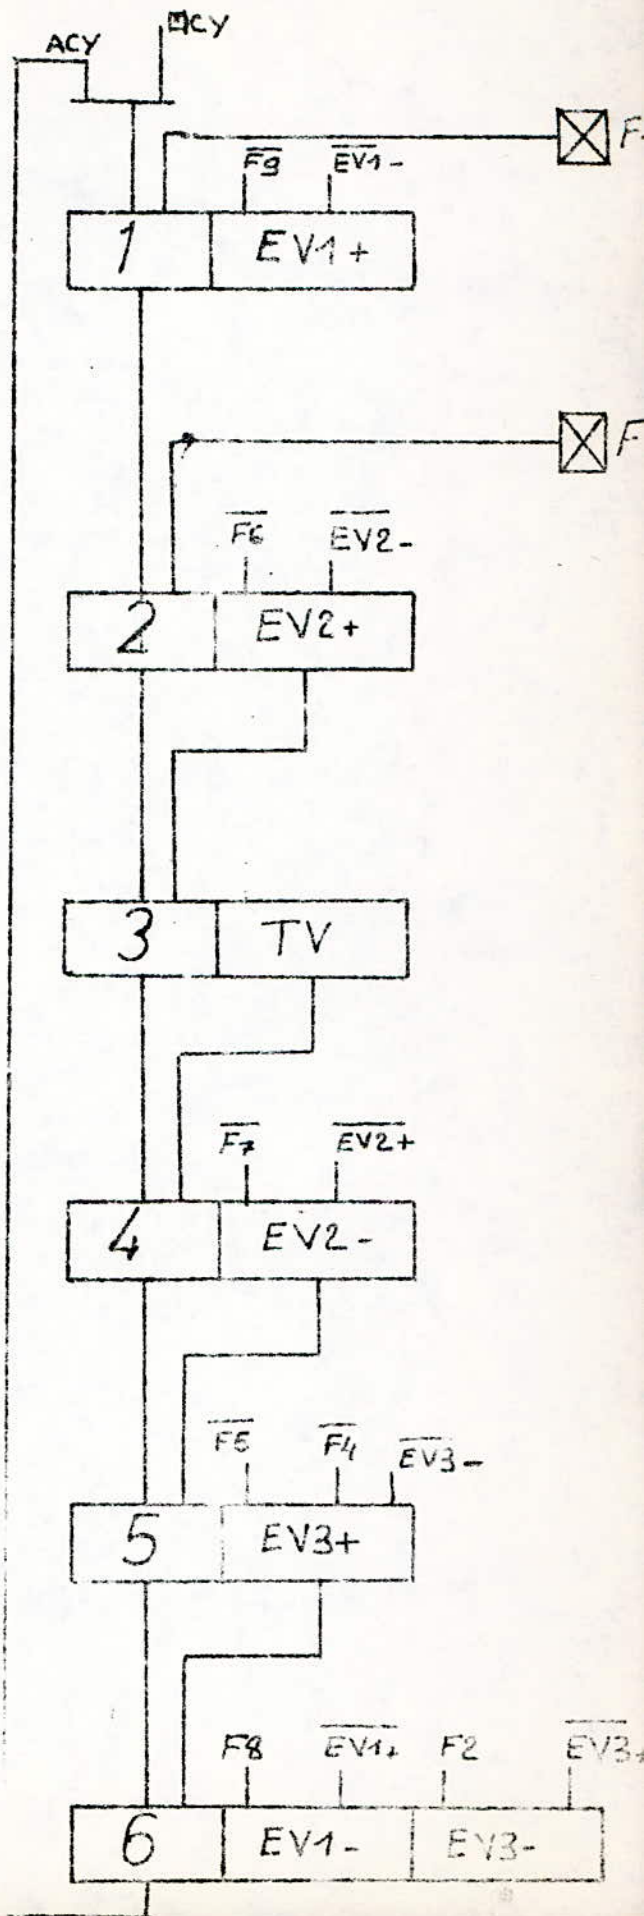 ACY
CY
F
F9 EV1-
1 EV1+
F
F6 EV2-
2 EV2+
3 TV
F7 EV2+
4 EV2-
F5 F4 EV3-
5 EV3+
F8 EV1+ F2 EV3+
6 EV1- EV3-